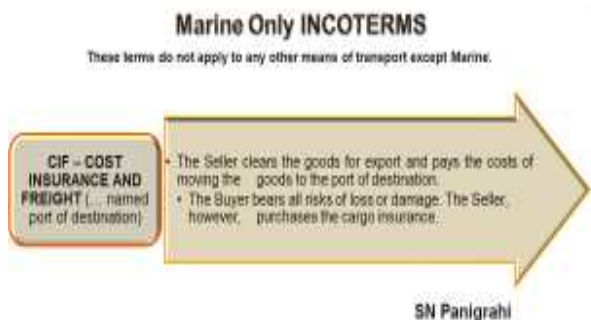 Marine Only INCOTERMS
These terms do not apply to any other means of transport except Marine.
CIF – COST
INSURANCE AND
FREIGHT (... named
port of destination)
• The Seller clears the goods for export and pays the costs of
moving the goods to the port of destination.
• The Buyer bears all risks of loss or damage. The Seller,
however, purchases the cargo insurance.
SN Panigrahi